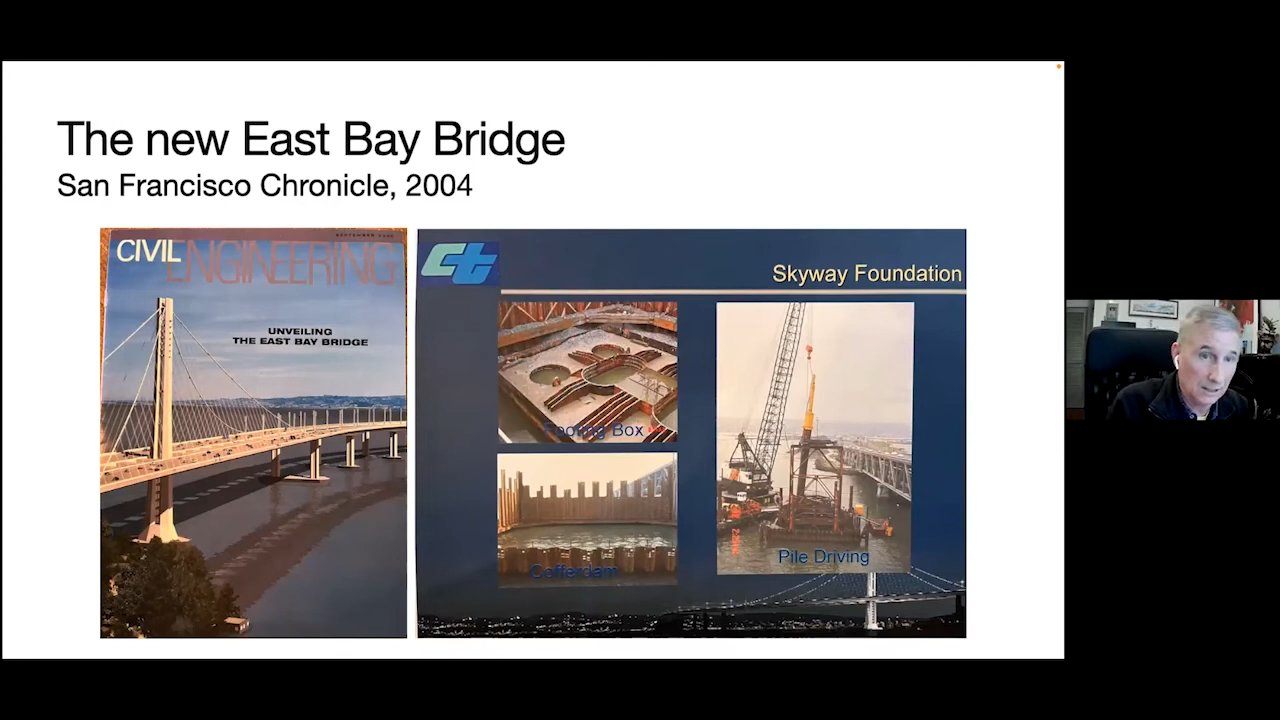 The new East Bay Bridge
San Francisco Chronicle, 2004
CIVIL ENGINEERING
UNVEILING
THE EAST BAY BRIDGE
ct
Skyway Foundation
Footing Box
Cofferdam
Pile Driving